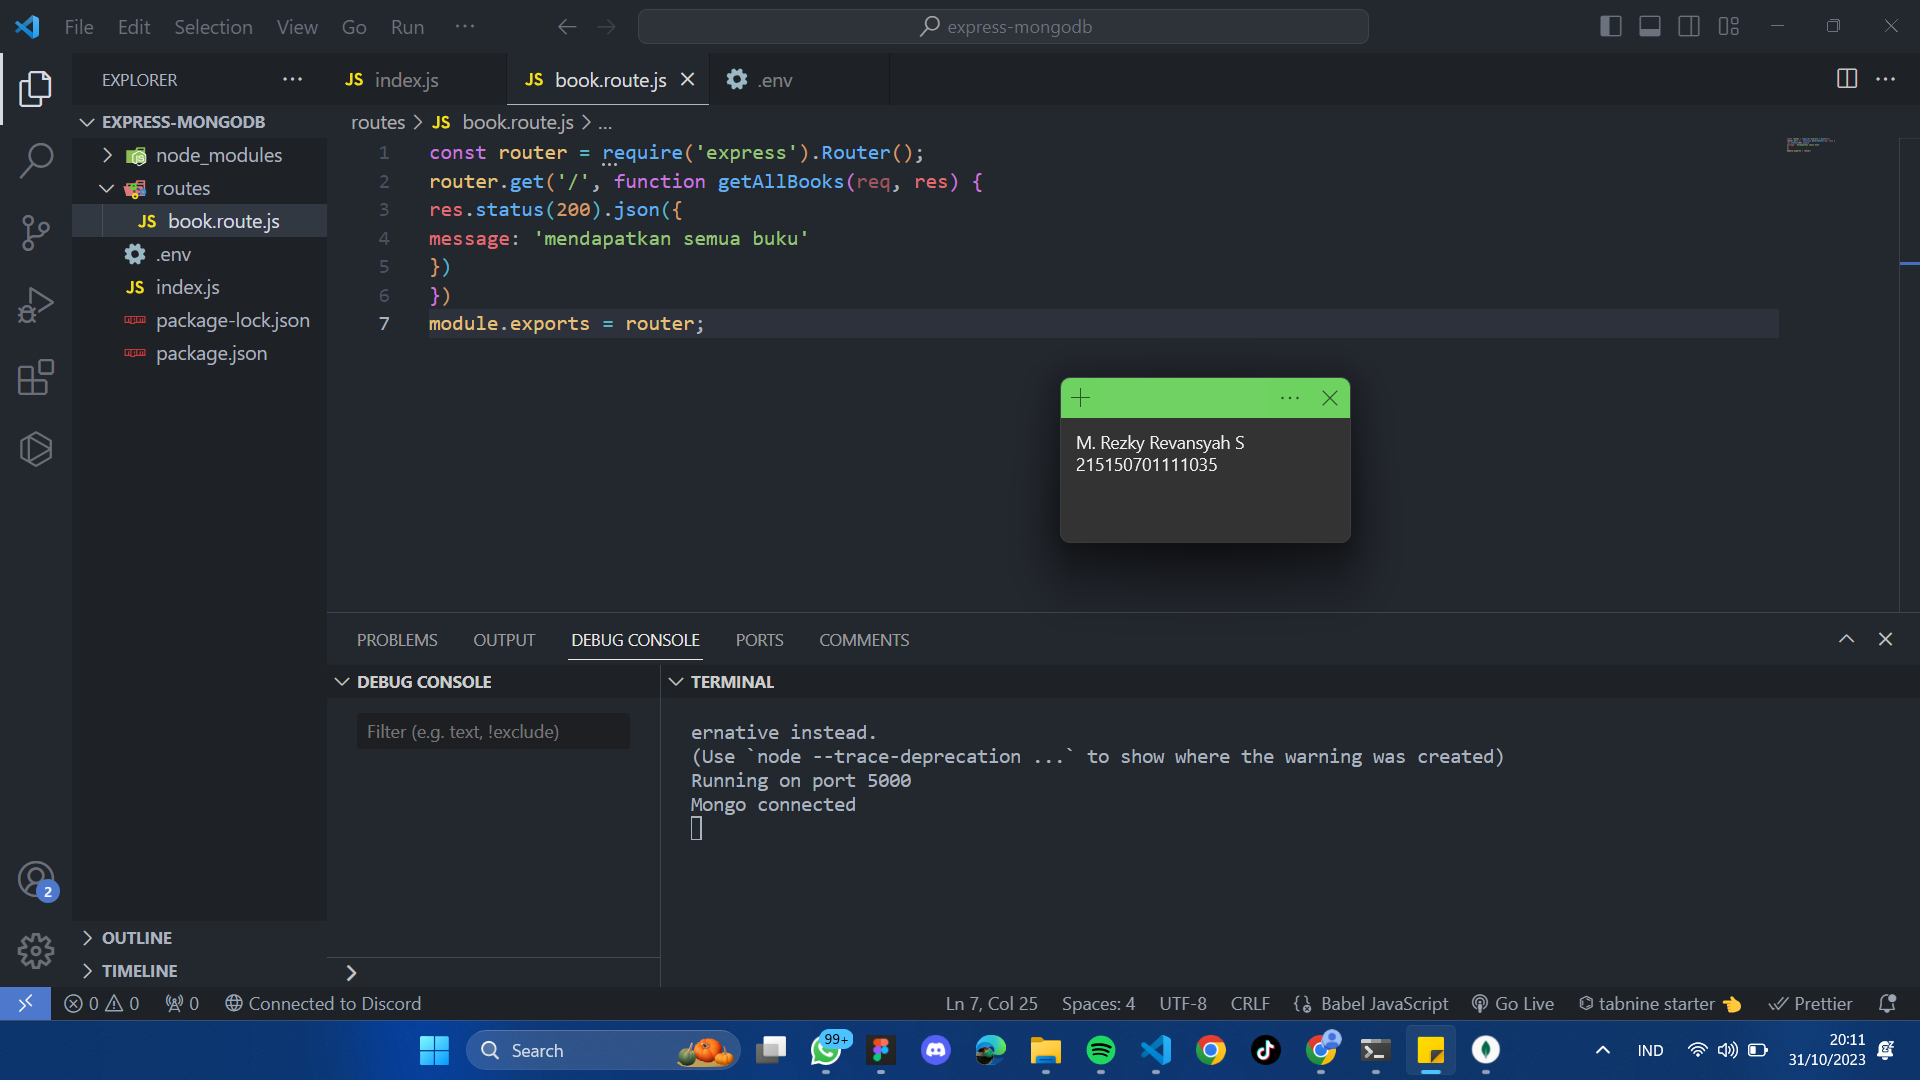 File Edit Selection View Go Run ···
express-mongodb
EXPLORER ···
JS index.js
JS book.route.js
.env
EXPRESS-MONGODB
node_modules
routes
JS book.route.js
.env
JS index.js
package-lock.json
package.json
routes > JS book.route.js > ...
1 const router = require('express').Router();
2 router.get('/', function getAllBooks(req, res) {
3 res.status(200).json({
4 message: 'mendapatkan semua buku'
5 })
6 })
7 module.exports = router;
M. Rezky Revansyah S
215150701111035
PROBLEMS OUTPUT DEBUG CONSOLE PORTS COMMENTS
DEBUG CONSOLE
Filter (e.g. text, !exclude)
TERMINAL
ernative instead.
(Use `node --trace-deprecation ...` to show where the warning was created)
Running on port 5000
Mongo connected
2
OUTLINE
TIMELINE
0 0 0 Connected to Discord
Ln 7, Col 25 Spaces: 4 UTF-8 CRLF Babel JavaScript Go Live tabnine starter Prettier
Search
99+
IND
20:11
31/10/2023